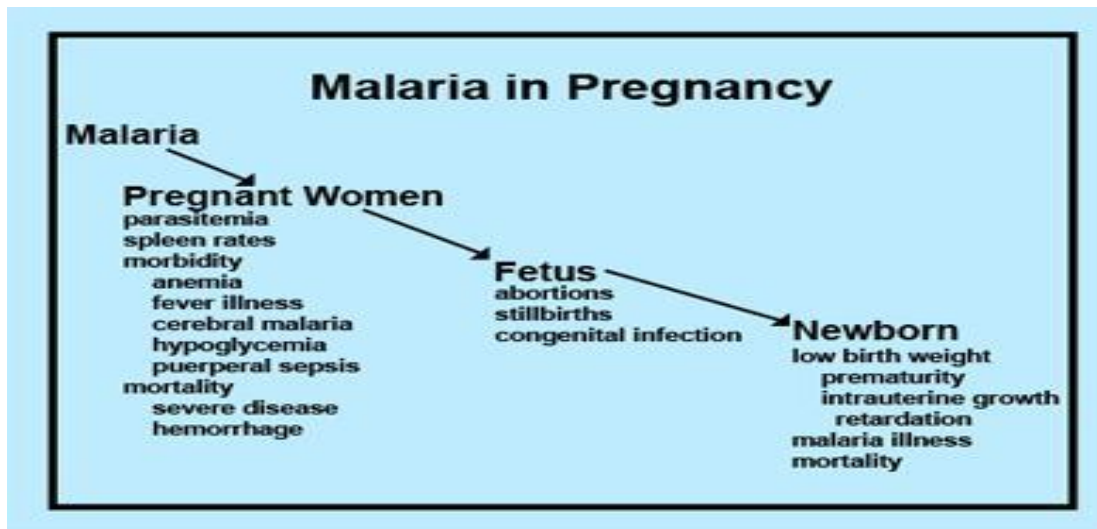 Malaria in Pregnancy
Malaria
Pregnant Women
parasitemia
spleen rates
morbidity
anemia
fever illness
cerebral malaria
hypoglycemia
puerperal sepsis
mortality
severe disease
hemorrhage
Fetus
abortions
stillbirths
congenital infection
Newborn
low birth weight
prematurity
intrauterine growth
retardation
malaria illness
mortality